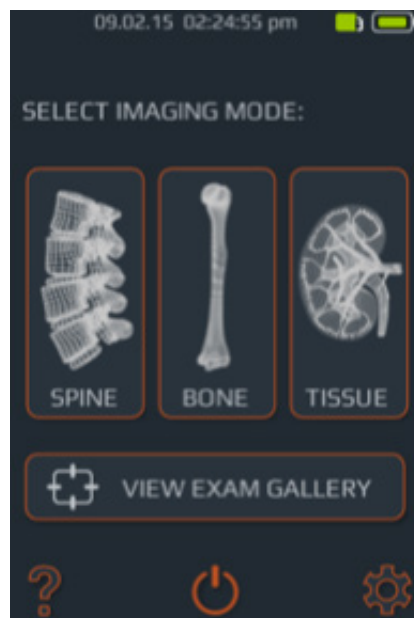 09.02.15 02:24:55 pm
SELECT IMAGING MODE:
SPINE BONE TISSUE
VIEW EXAM GALLERY
?